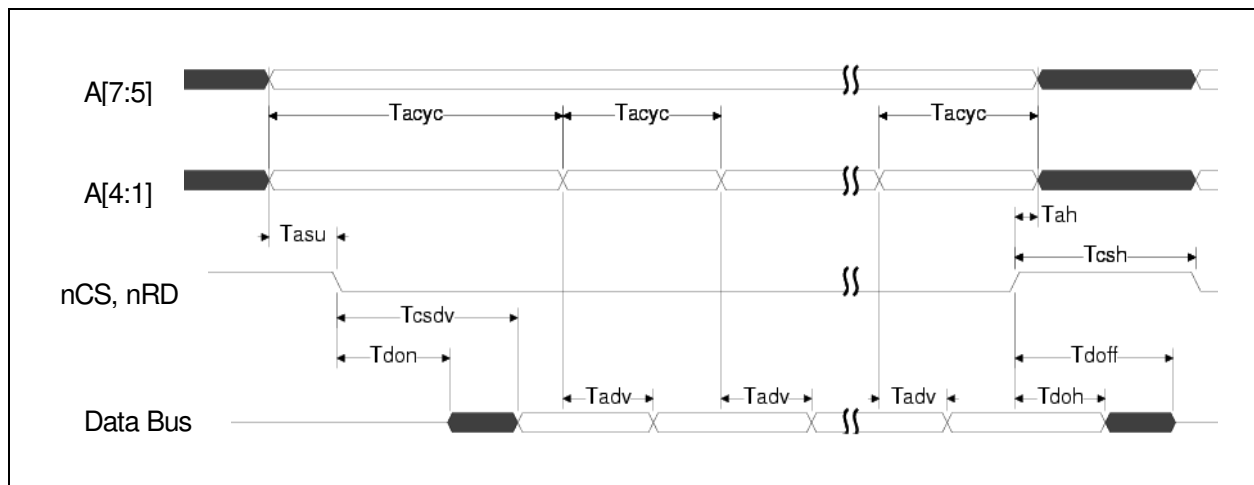 A[7:5]
Tacyc Tacyc Tacyc
A[4:1]
Tasu Tah
Tcsh
nCS, nRD
Tcsdv
Tdon Tdoff
Tadv Tadv Tadv Tdoh
Data Bus